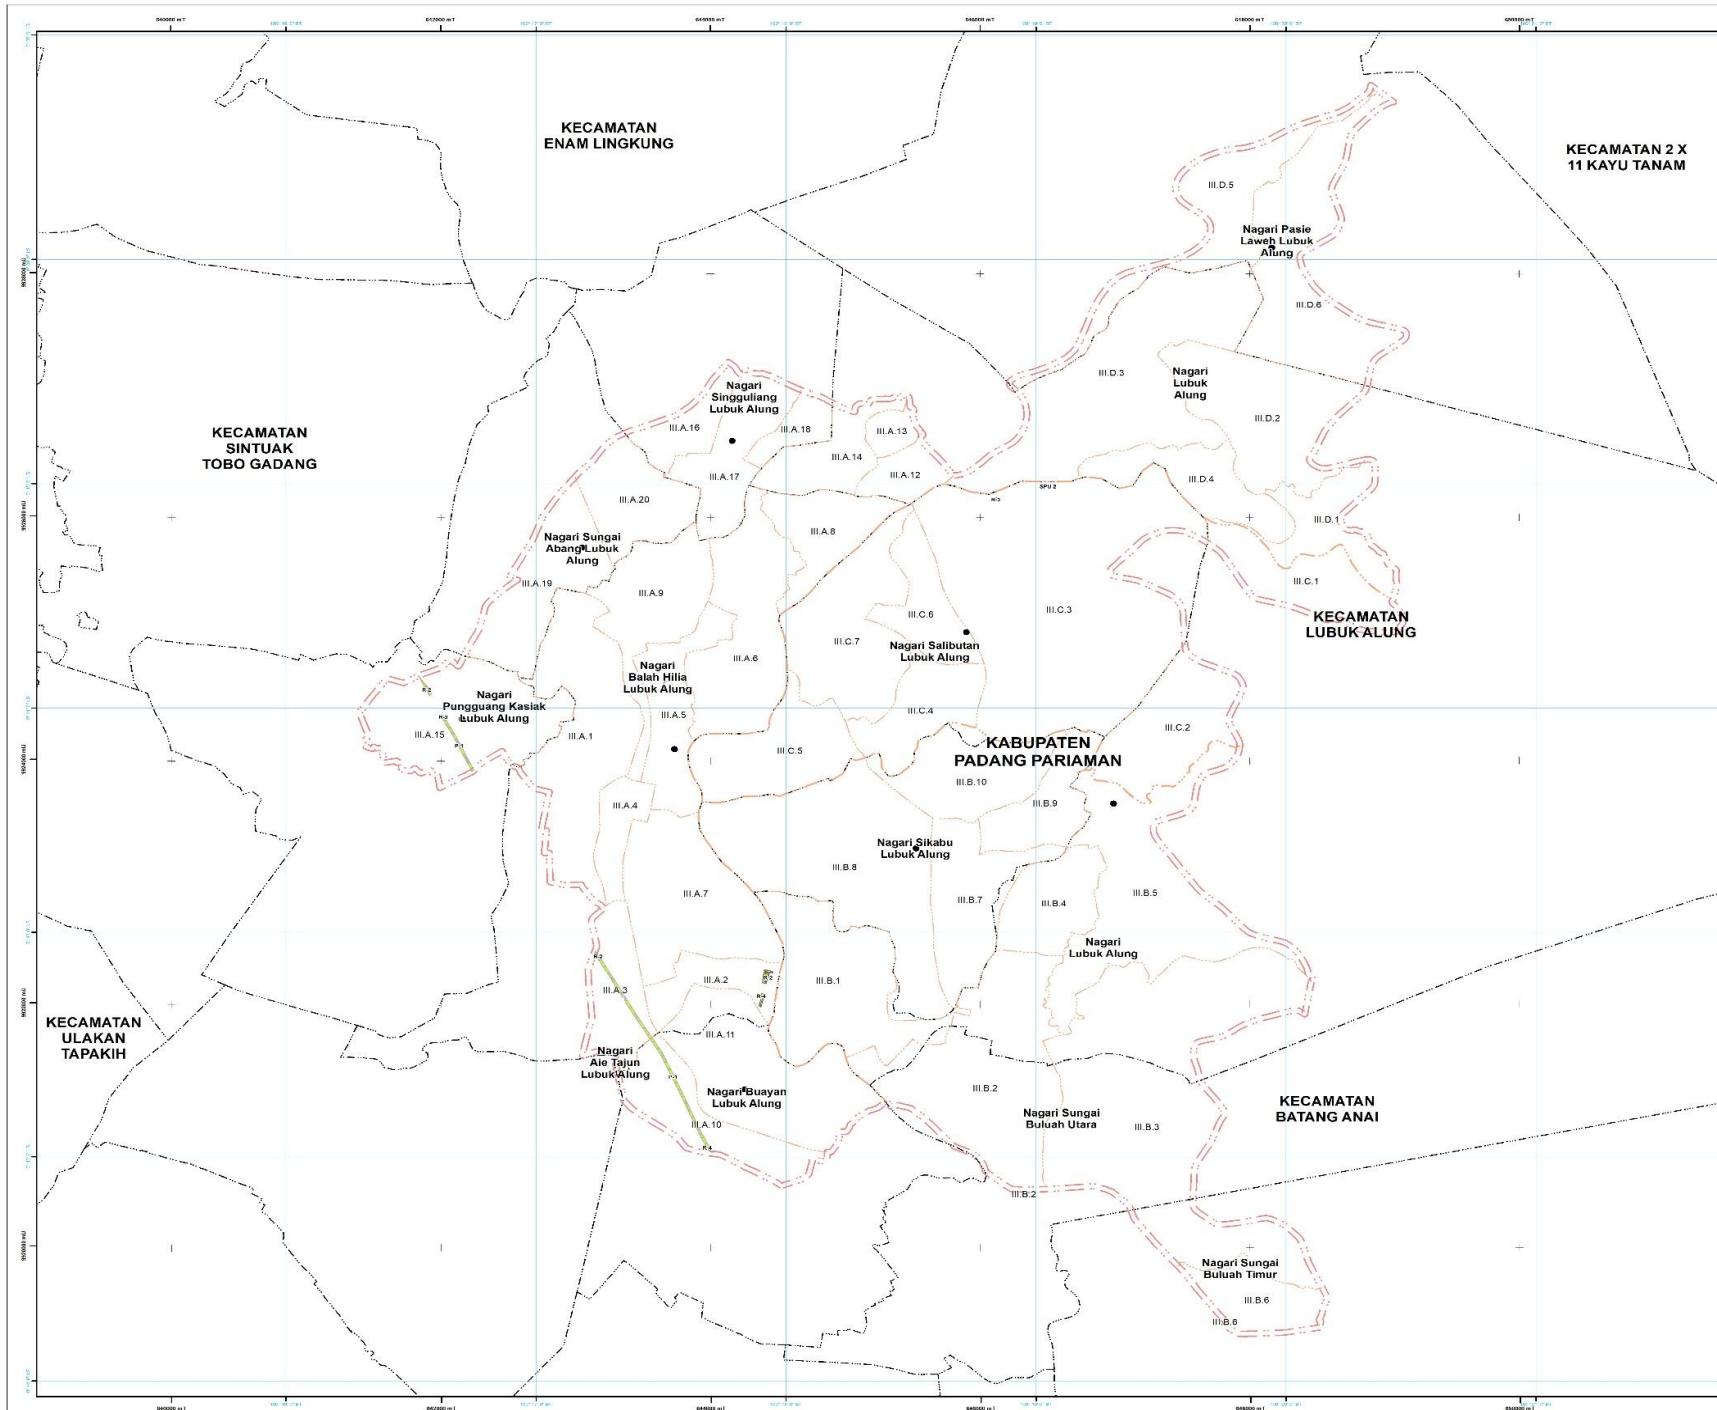 KECAMATAN
ENAM LINGKUNG
KECAMATAN 2 X
11 KAYU TANAM
III.D.5
Nagari Pasie
Laweh Lubuk
Alung
III.D.6
III.D.3
Nagari
Lubuk
Alung
III.D.2
Nagari
Singguliang
Lubuk Alung
III.A.16
III.A.18
III.A.13
KECAMATAN
SINTUAK
TOBO GADANG
III.A.14
III.A.17
III.A.12
III.D.4
SPU 2
III.A.20
III.D.1
III.A.8
Nagari Sungai
Abang Lubuk
Alung
III.A.19
III.A.9
III.C.1
III.C.3
III.C.6
KECAMATAN
LUBUK ALUNG
III.C.7
Nagari Salibutan
Lubuk Alung
III.A.6
Nagari
Balah Hilia
Lubuk Alung
R-2
Nagari
Pungguang Kasiak
Lubuk Alung
R-3
III.A.15
P-1
III.A.1
III.A.5
III.C.4
III.C.2
III.C.5
KABUPATEN
PADANG PARIAMAN
III.B.10
III.A.4
III.B.9
Nagari Sikabu
Lubuk Alung
III.B.8
III.A.7
III.B.7
III.B.4
III.B.5
Nagari
Lubuk Alung
III.A.3
III.A.2
III.B.1
KECAMATAN
ULAKAN
TAPAKIH
III.A.11
Nagari
Aie Tajun
Lubuk Alung
Nagari Buayan
Lubuk Alung
III.A.10
R-4
III.B.2
Nagari Sungai
Buluah Utara
III.B.3
KECAMATAN
BATANG ANAI
III.B.2
Nagari Sungai
Buluah Timur
III.B.6
III.B.6